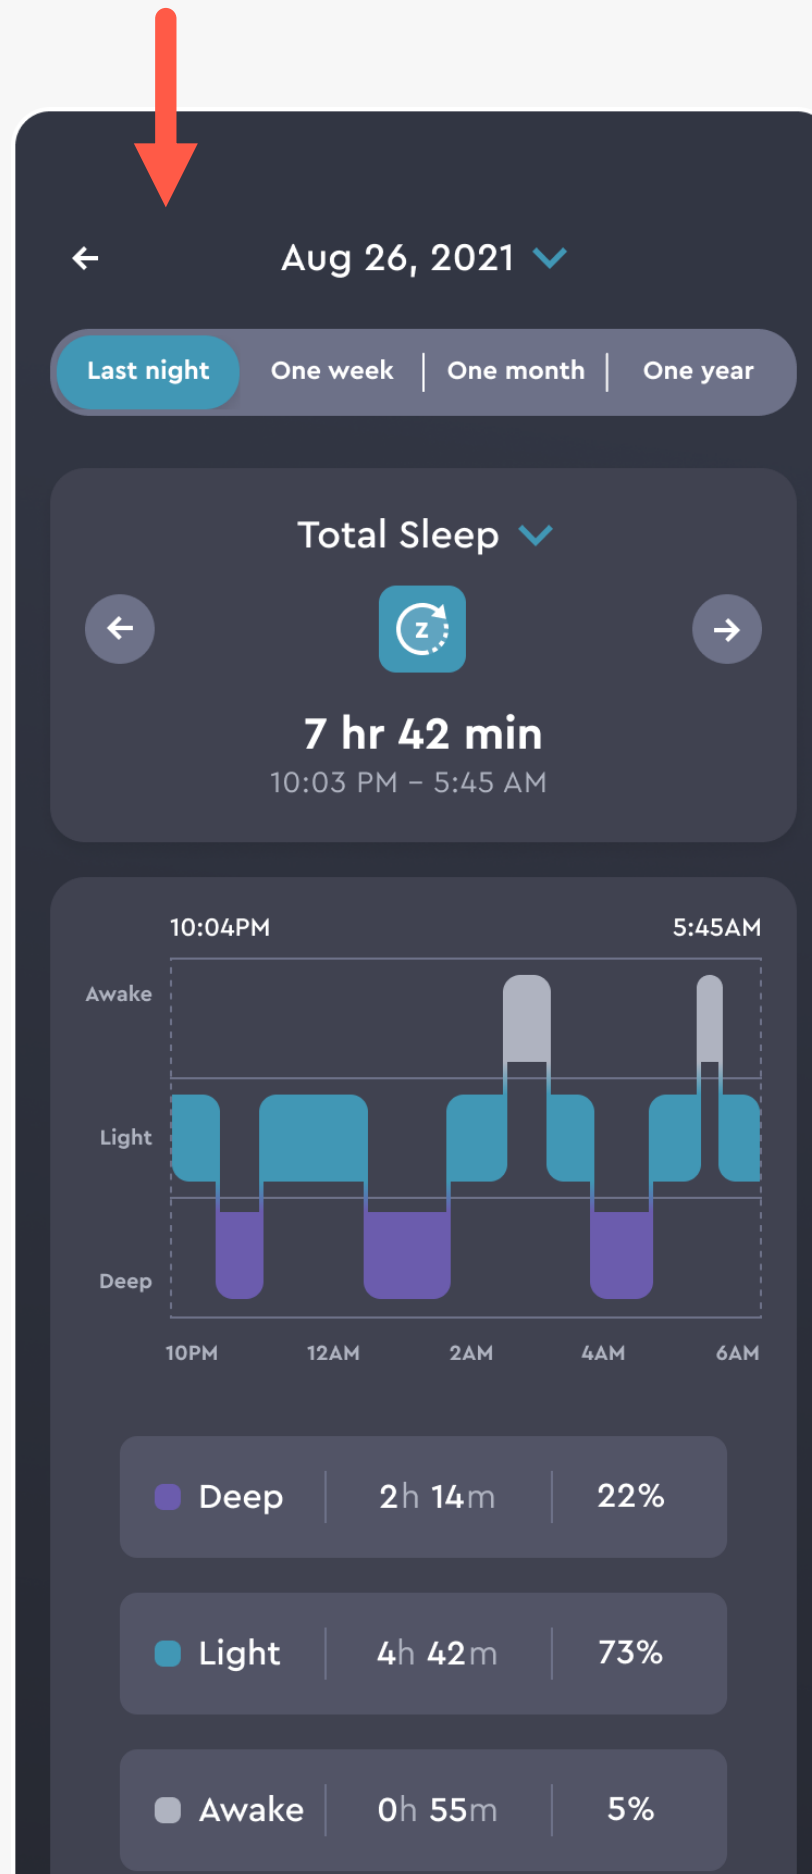 Aug 26, 2021
Last night One week One month One year
Total Sleep
z
7 hr 42 min
10:03 PM – 5:45 AM
10:04PM 5:45AM
Awake
Light
Deep
10PM 12AM 2AM 4AM 6AM
Deep 2h 14m 22%
Light 4h 42m 73%
Awake 0h 55m 5%